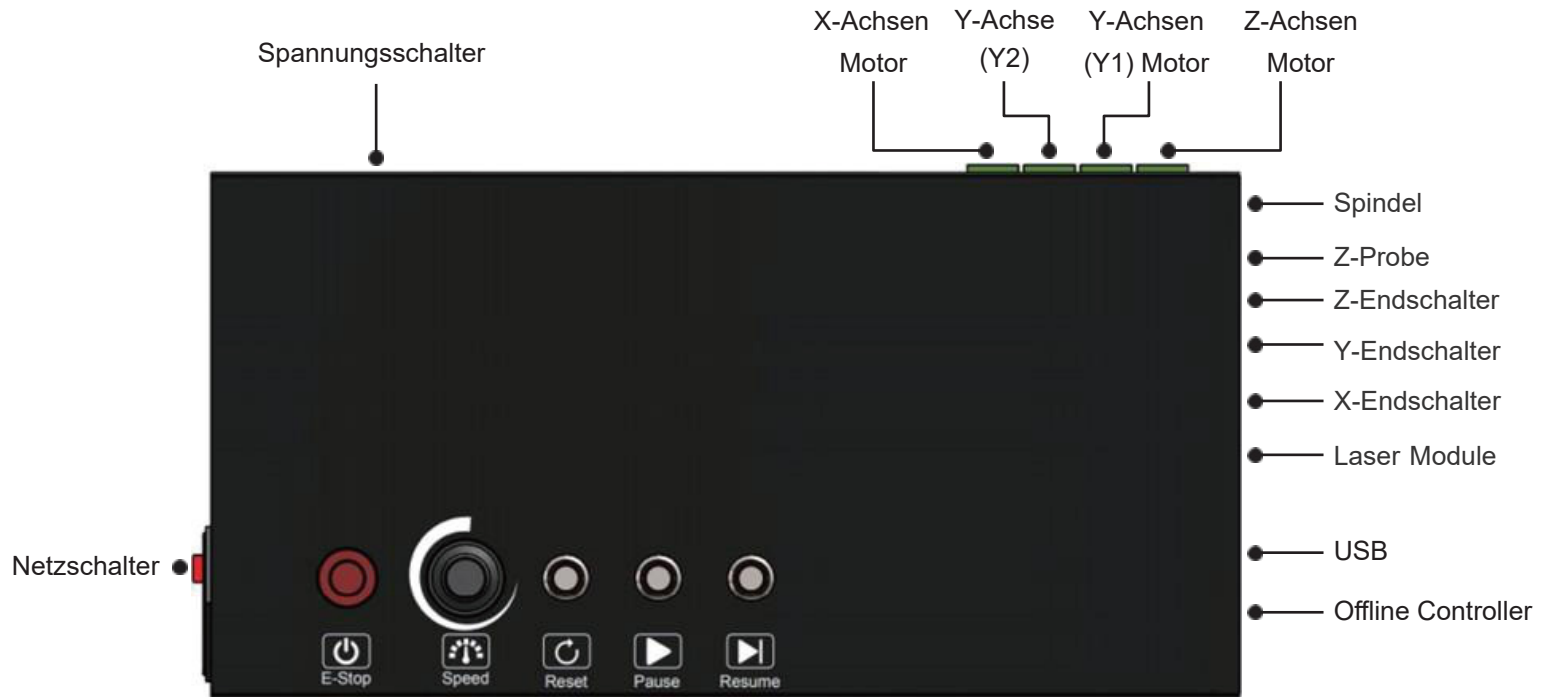 X-Achsen Y-Achse Y-Achsen Z-Achsen
Spannungsschalter
Motor (Y2) (Y1) Motor Motor
Spindel
Z-Probe
Z-Endschalter
Y-Endschalter
X-Endschalter
Laser Module
USB
Netzschalter
Offline Controller
E-Stop Speed Reset Pause Resume